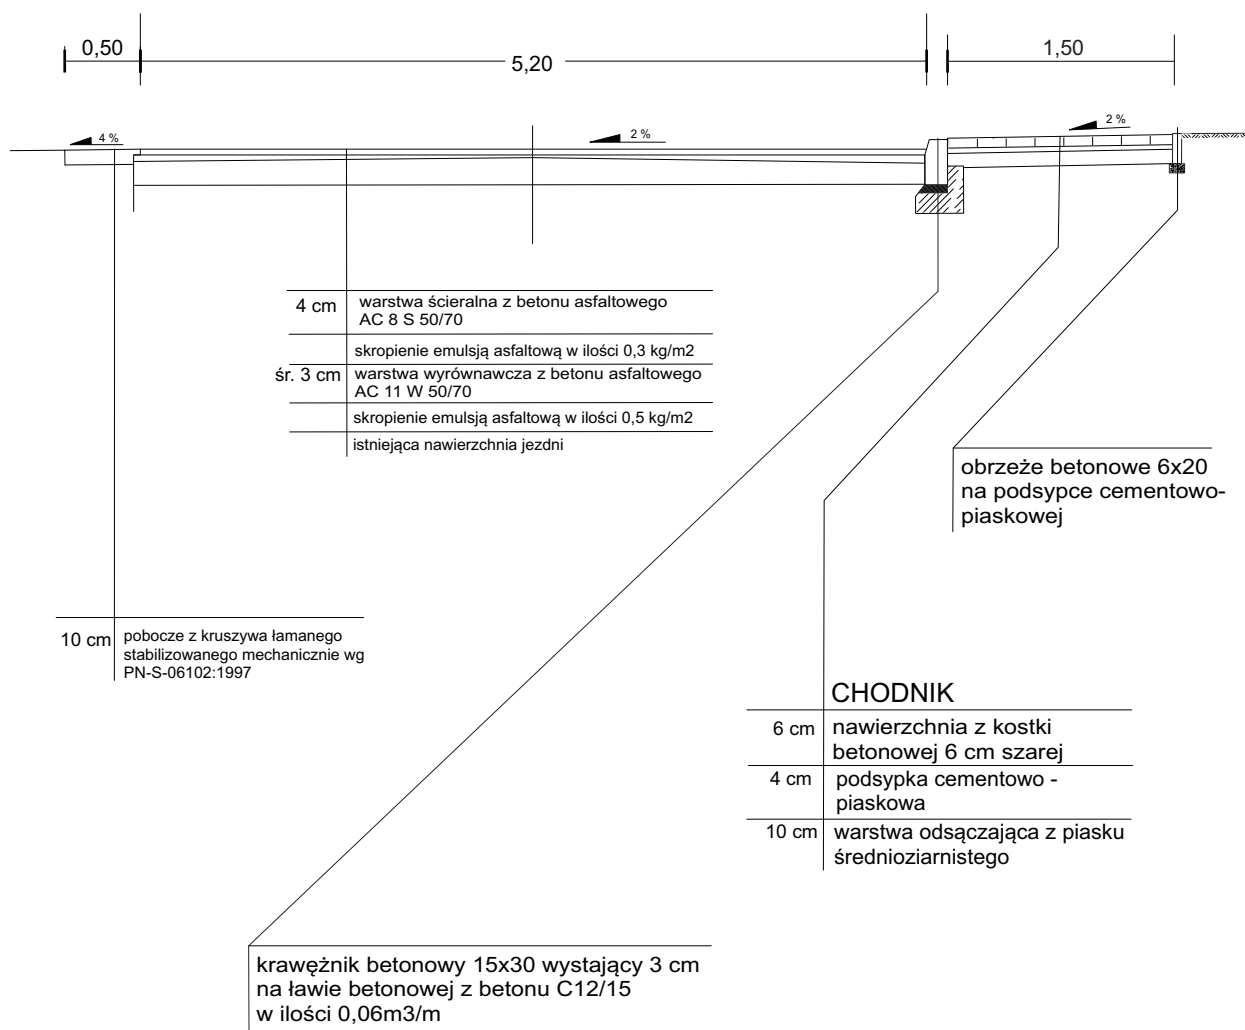 0,50
5,20
1,50
4 %
2 %
2 %
4 cm
warstwa ścieralna z betonu asfaltowego
AC 8 S 50/70
skropienie emulsją asfaltową w ilości 0,3 kg/m2
śr. 3 cm
warstwa wyrównawcza z betonu asfaltowego
AC 11 W 50/70
skropienie emulsją asfaltową w ilości 0,5 kg/m2
istniejąca nawierzchnia jezdni
obrzeże betonowe 6x20
na podsypce cementowo-
piaskowej
10 cm
pobocze z kruszywa łamanego
stabilizowanego mechanicznie wg
PN-S-06102:1997
CHODNIK
6 cm
nawierzchnia z kostki
betonowej 6 cm szarej
4 cm
podsypka cementowo -
piaskowa
10 cm
warstwa odsączająca z piasku
średnioziarnistego
krawężnik betonowy 15x30 wystający 3 cm
na ławie betonowej z betonu C12/15
w ilości 0,06m3/m